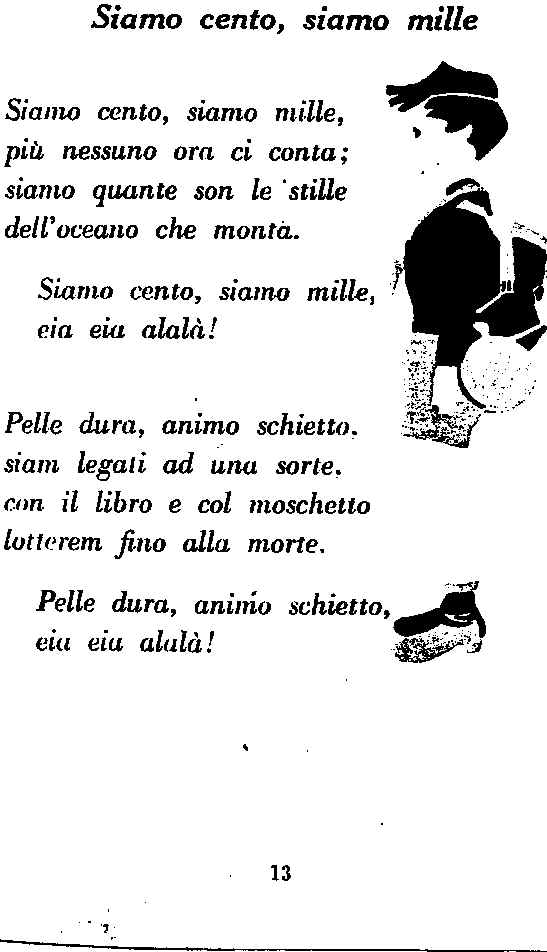 Siamo cento, siamo mille
Siamo cento, siamo mille,
più nessuno ora ci conta;
siamo quante son le stille
dell'oceano che monta.
Siamo cento, siamo mille,
eia eia alalà!
Pelle dura, animo schietto.
siam legati ad una sorte.
con il libro e col moschetto
lotterem fino alla morte.
Pelle dura, animo schietto,
eia eia alalà!
13